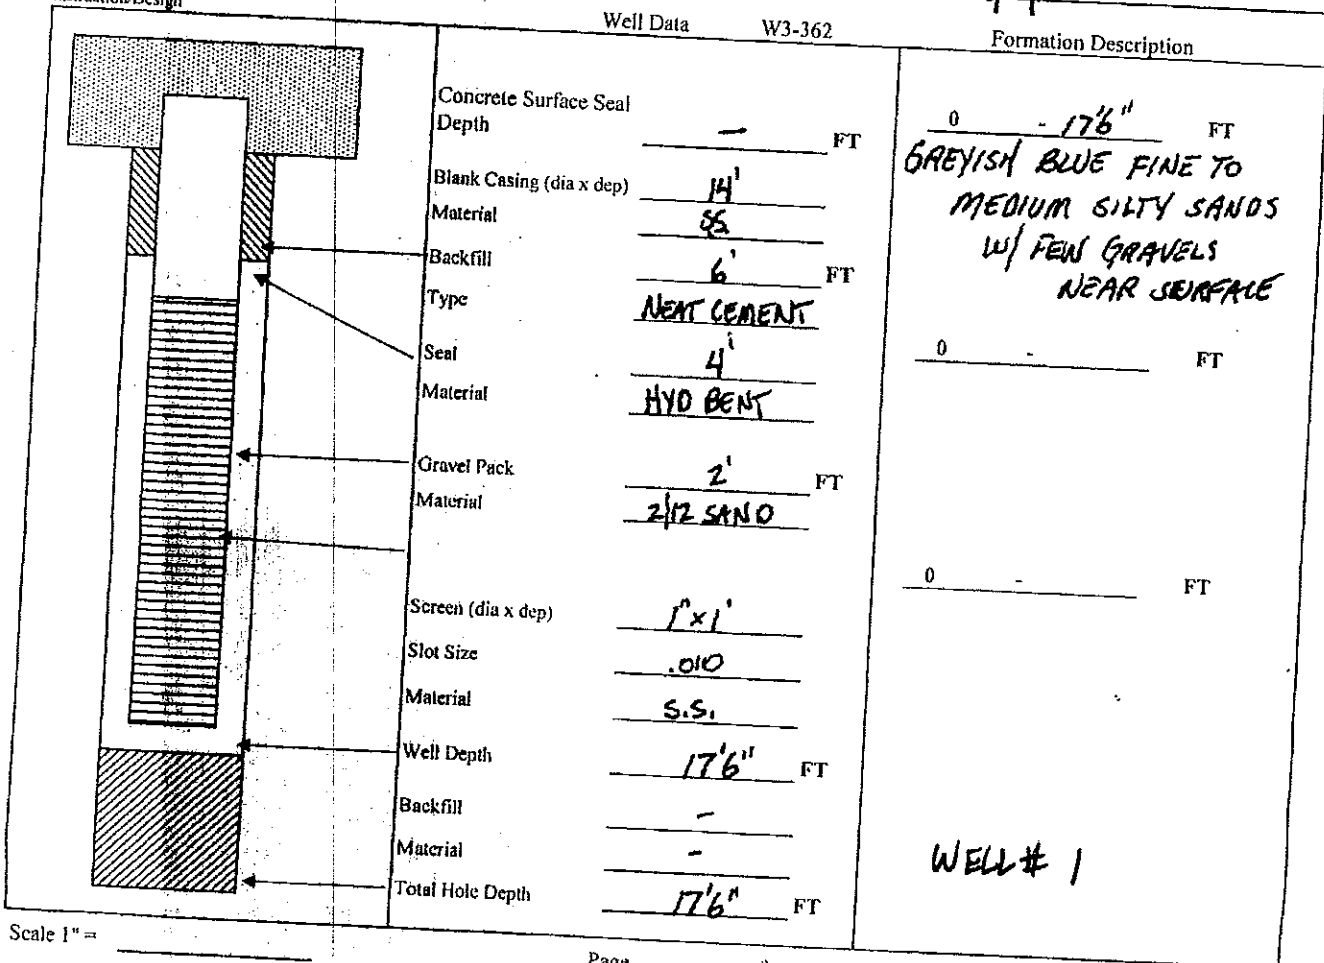 Well Data W3-362 Formation Description
Concrete Surface Seal
Depth - FT
Blank Casing (dia x dep) 14'
Material SS
Backfill 6' FT
Type NEAT CEMENT
Seal 4'
Material HYD BENT
Gravel Pack 2' FT
Material 2/12 SAND
Screen (dia x dep) 1" x 1'
Slot Size .010
Material S.S.
Well Depth 17'6" FT
Backfill -
Material -
Total Hole Depth 17'6" FT
0 - 17'6" FT
GREYISH BLUE FINE TO
MEDIUM SILTY SANDS
W/ FEW GRAVELS
NEAR SURFACE
0 - FT
0 - FT
WELL # 1
Scale 1" =